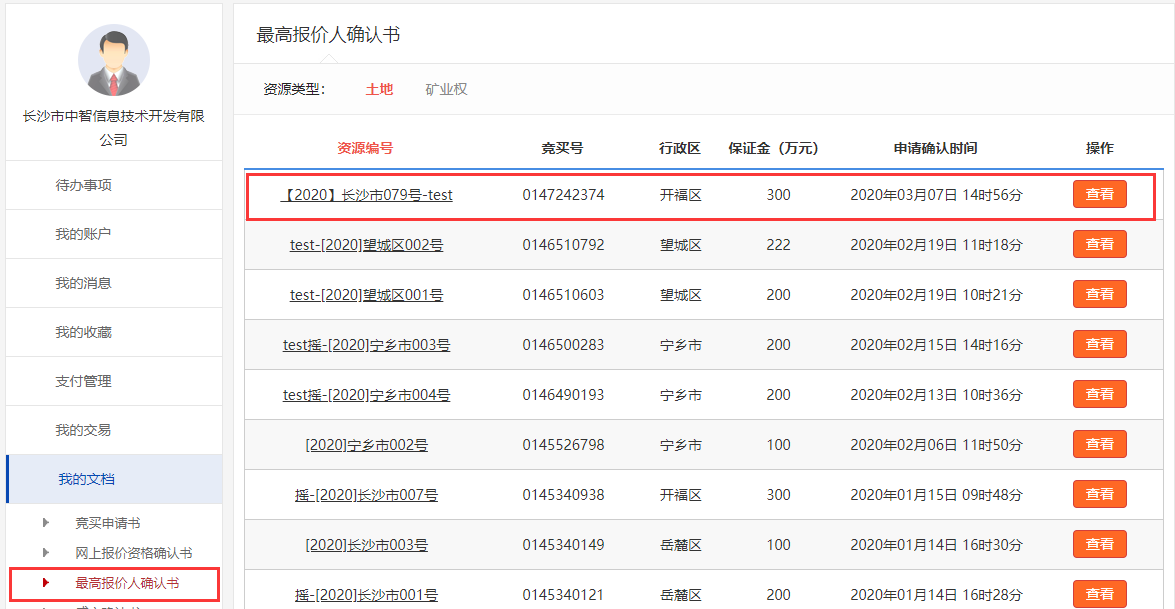 长沙市中智信息技术开发有限
公司
待办事项
我的账户
我的消息
我的收藏
支付管理
我的交易
我的文档
竞买申请书
网上报价资格确认书
最高报价人确认书
最高报价人确认书
资源类型： 土地 矿业权
资源编号 竞买号 行政区 保证金（万元） 申请确认时间 操作
【2020】长沙市079号-test 0147242374 开福区 300 2020年03月07日 14时56分 查看
test-[2020]望城区002号 0146510792 望城区 222 2020年02月19日 11时18分 查看
test-[2020]望城区001号 0146510603 望城区 200 2020年02月19日 10时21分 查看
test摇-[2020]宁乡市003号 0146500283 宁乡市 200 2020年02月15日 14时16分 查看
test摇-[2020]宁乡市004号 0146490193 宁乡市 200 2020年02月13日 10时36分 查看
[2020]宁乡市002号 0145526798 宁乡市 100 2020年02月06日 11时50分 查看
摇-[2020]长沙市007号 0145340938 开福区 300 2020年01月15日 09时48分 查看
[2020]长沙市003号 0145340149 岳麓区 100 2020年01月14日 16时30分 查看
摇-[2020]长沙市001号 0145340121 岳麓区 200 2020年01月14日 16时28分 查看